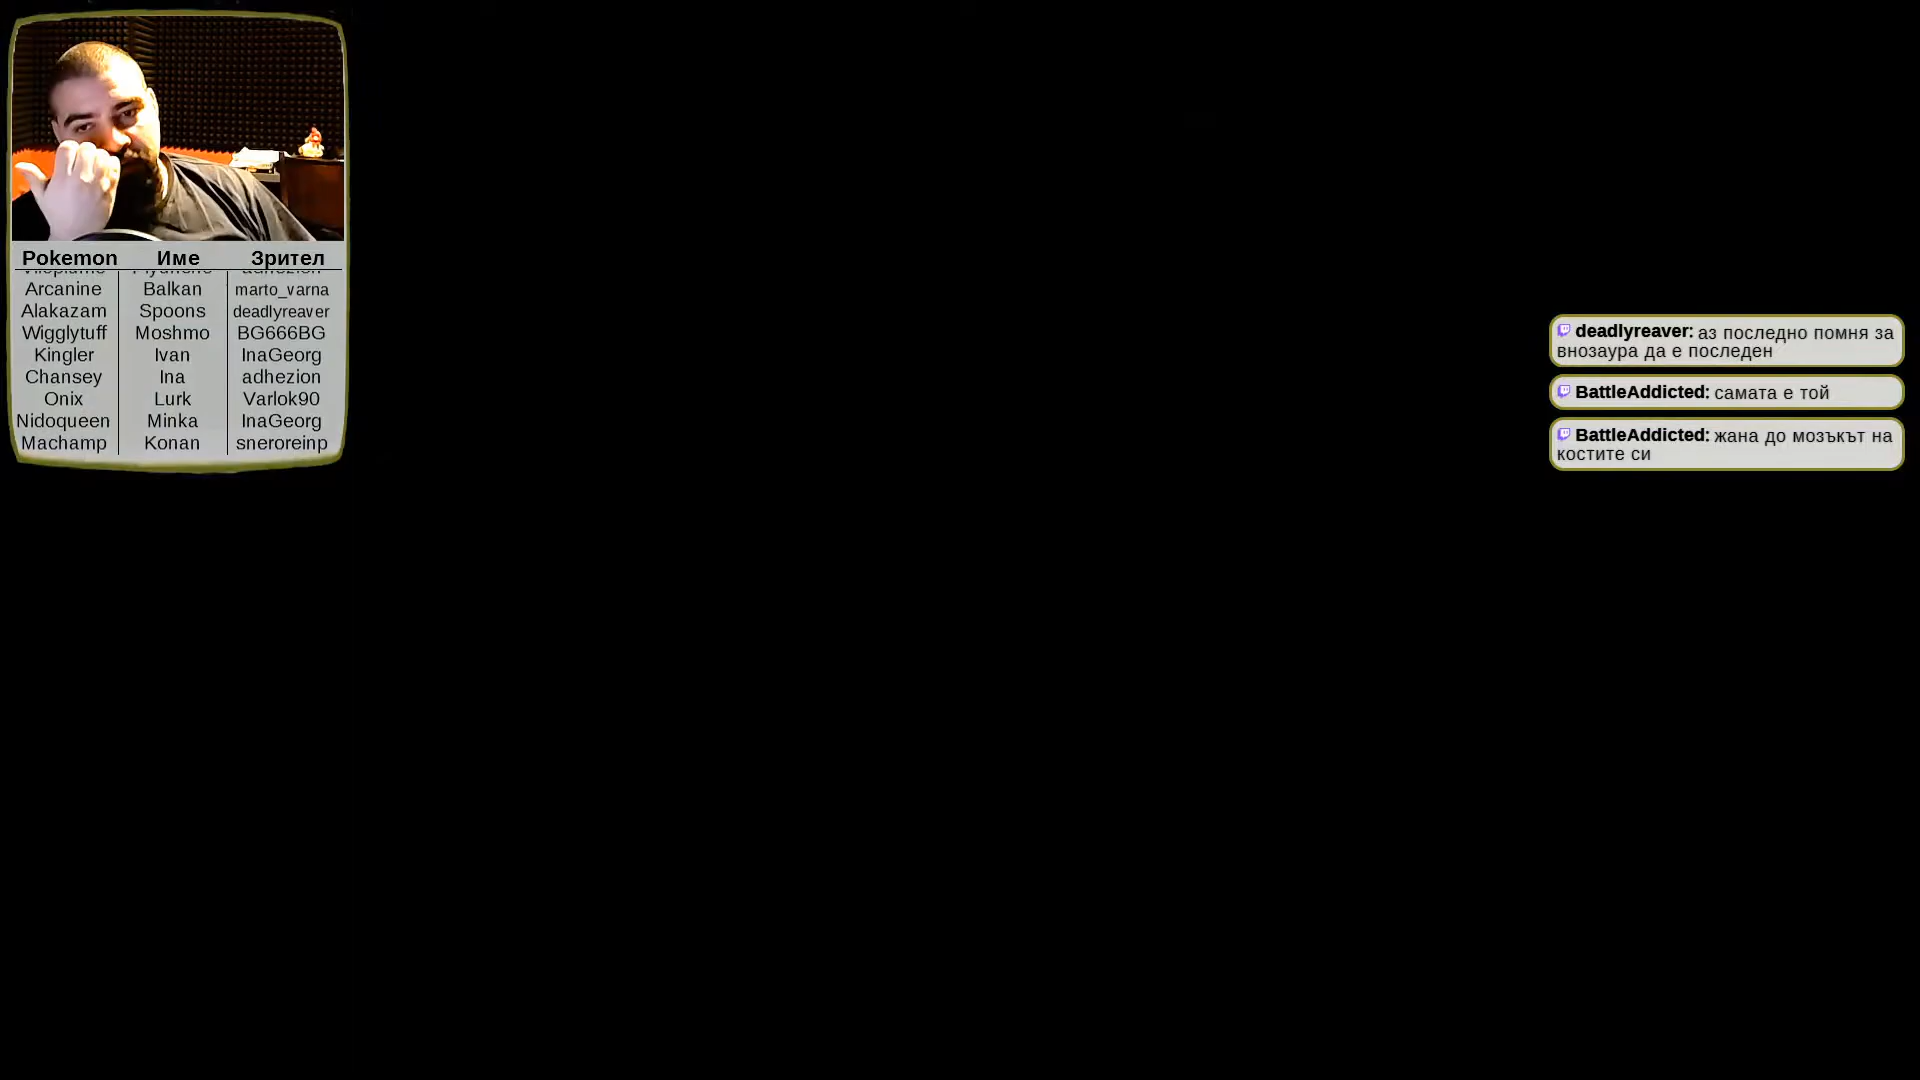 Pokemon Име Зрител
Arcanine Balkan marto_varna
Alakazam Spoons deadlyreaver
Wigglytuff Moshmo BG666BG
Kingler Ivan InaGeorg
Chansey Ina adhezion
Onix Lurk Varlok90
Nidoqueen Minka InaGeorg
Machamp Konan sneroreinp
deadlyreaver: аз последно помня за
внозаура да е последен
BattleAddicted: самата е той
BattleAddicted: жана до мозъкът на
костите си